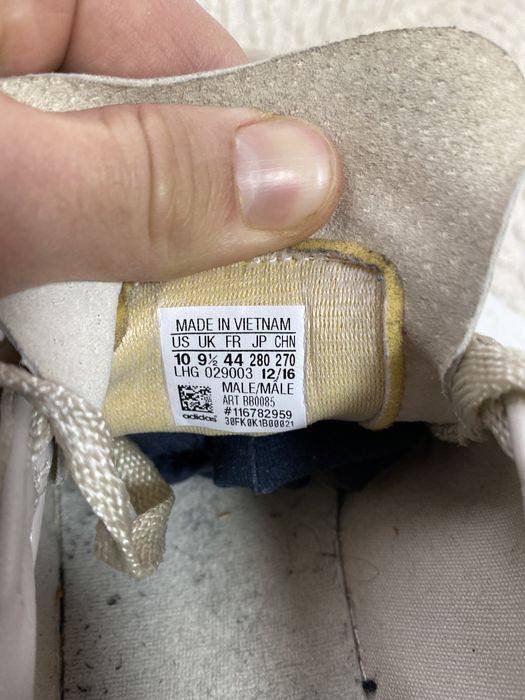 MADE IN VIETNAM
US UK FR JP CHN
10 9½ 44 280 270
LHG 029003 12/16
MALE/MÂLE
ART BB0085
#116782959
adidas 30FK0K1B00021